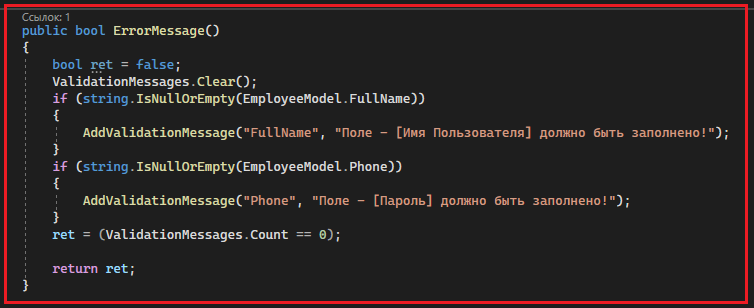 Ссылок: 1
public bool ErrorMessage()
{
    bool ret = false;
    ValidationMessages.Clear();
    if (string.IsNullOrEmpty(EmployeeModel.FullName))
    {
        AddValidationMessage("FullName", "Поле - [Имя Пользователя] должно быть заполнено!");
    }
    if (string.IsNullOrEmpty(EmployeeModel.Phone))
    {
        AddValidationMessage("Phone", "Поле - [Пароль] должно быть заполнено!");
    }
    ret = (ValidationMessages.Count == 0);
    return ret;
}